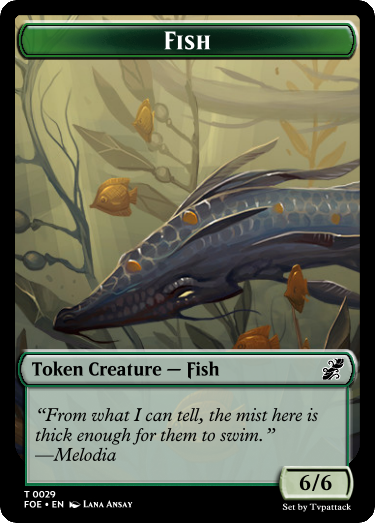 Fish
Token Creature — Fish
“From what I can tell, the mist here is
thick enough for them to swim.”
—Melodia
6/6
T 0029
FOE • EN Lana Ansay
Set by Tvpattack